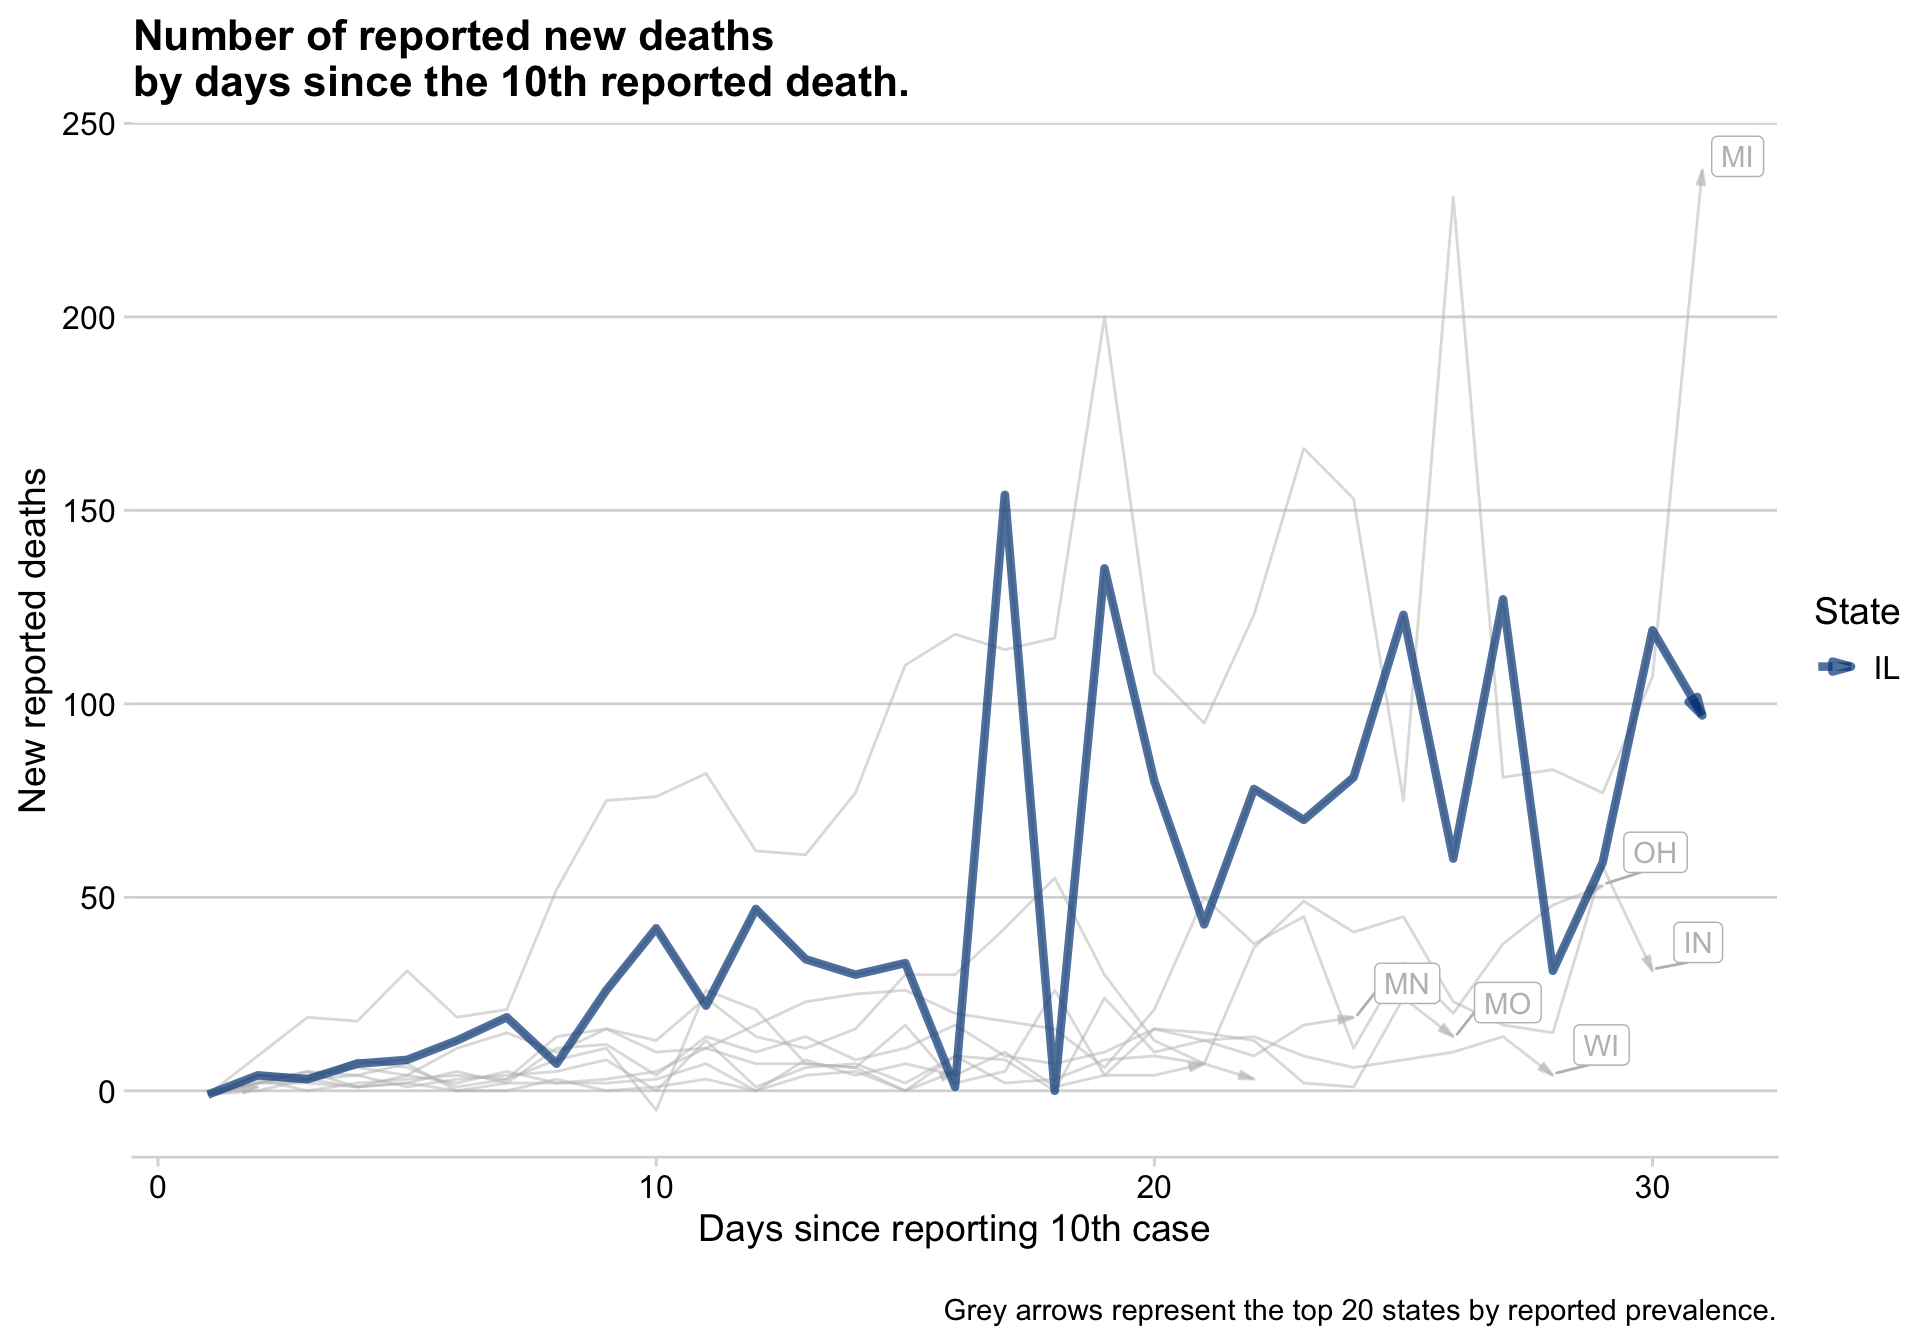 Number of reported new deaths
by days since the 10th reported death.
250
200
150
100
50
0
New reported deaths
MI
OH
IN
MN
MO
WI
State
IL
0 10 20 30
Days since reporting 10th case
Grey arrows represent the top 20 states by reported prevalence.